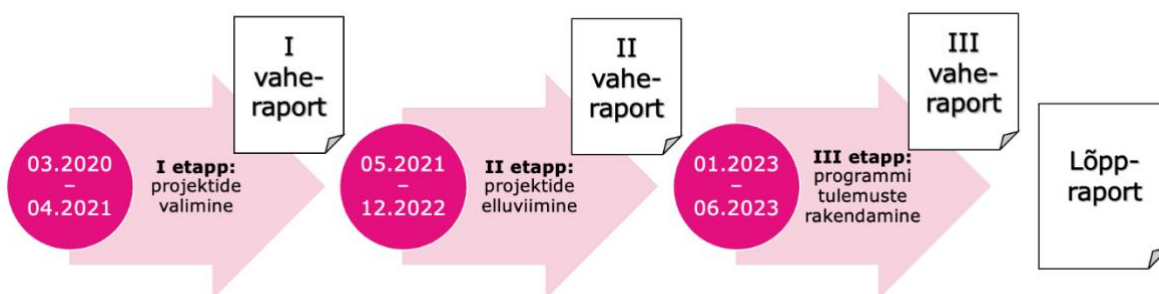 I
vahe-
raport
03.2020
–
04.2021
I etapp:
projektide
valimine
II
vahe-
raport
05.2021
–
12.2022
II etapp:
projektide
elluviimine
III
vahe-
raport
01.2023
–
06.2023
III etapp:
programmi
tulemuste
rakendamine
Lõpp-
raport